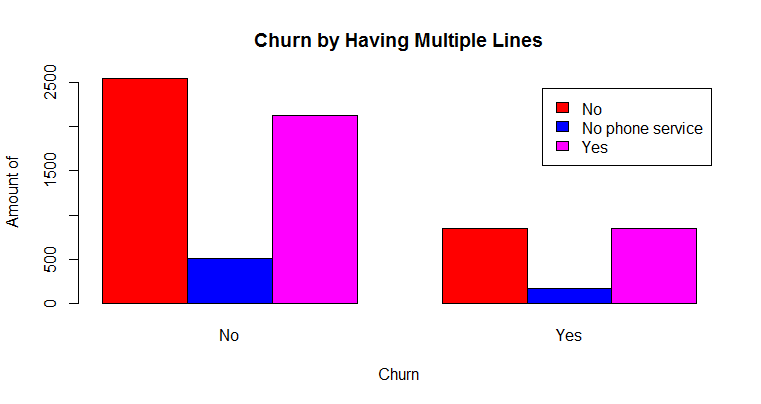 Churn by Having Multiple Lines
Amount of
2500
1500
500
0
No
No phone service
Yes
No
Yes
Churn